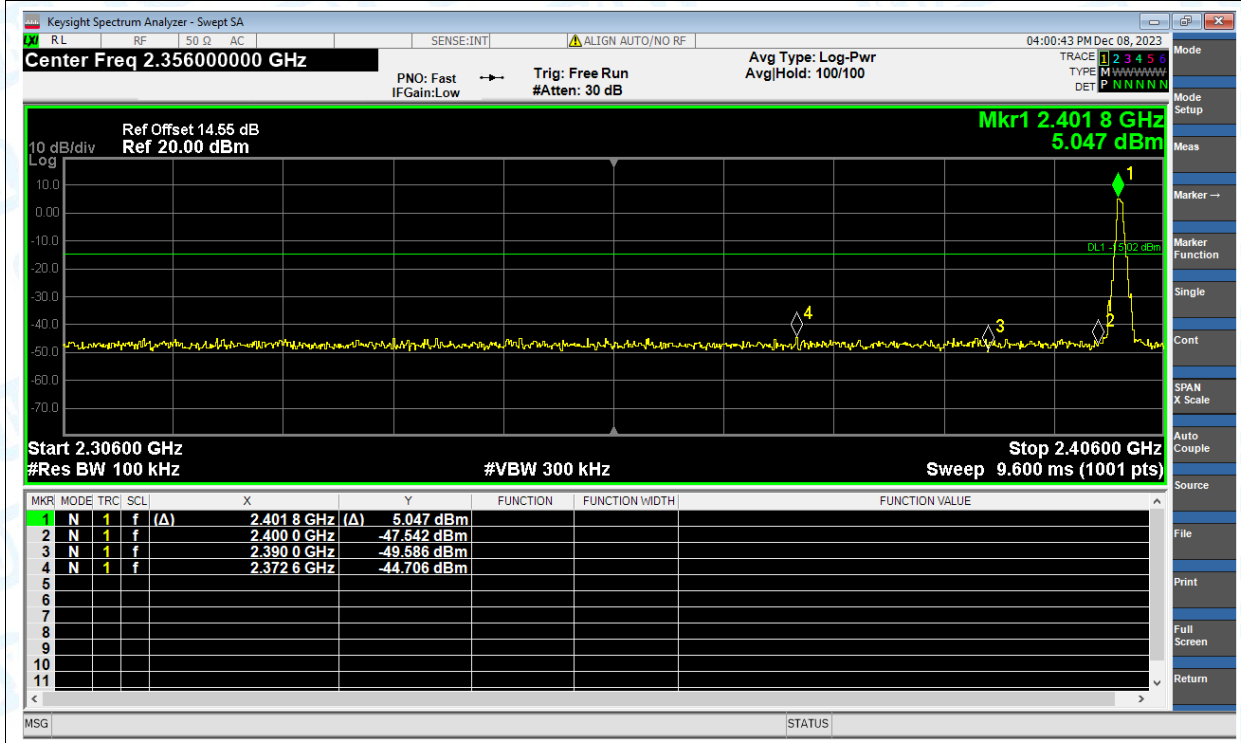 Keysight Spectrum Analyzer - Swept SA
LXI RL RF 50 Ω AC SENSE:INT ALIGN AUTO/NO RF 04:00:43 PM Dec 08, 2023
Center Freq 2.356000000 GHz
PNO: Fast
IFGain:Low
Trig: Free Run
#Atten: 30 dB
Avg Type: Log-Pwr
Avg|Hold: 100/100
TRACE 1 2 3 4 5 6
TYPE M WWWWW
DET P N N N N N
Ref Offset 14.55 dB
10 dB/div Ref 20.00 dBm
Log
Mkr1 2.401 8 GHz
5.047 dBm
10.0
0.00
-10.0
-20.0
-30.0
-40.0
-50.0
-60.0
-70.0
1
DL1 -15.02 dBm
4
3
2
Start 2.30600 GHz Stop 2.40600 GHz
#Res BW 100 kHz #VBW 300 kHz Sweep 9.600 ms (1001 pts)
MKR MODE TRC SCL X Y FUNCTION FUNCTION WIDTH FUNCTION VALUE
1 N 1 f (Δ) 2.401 8 GHz (Δ) 5.047 dBm
2 N 1 f 2.400 0 GHz -47.542 dBm
3 N 1 f 2.390 0 GHz -49.586 dBm
4 N 1 f 2.372 6 GHz -44.706 dBm
5
6
7
8
9
10
11
MSG STATUS
Mode
Mode
Setup
Meas
Marker →
Marker
Function
Single
Cont
SPAN
X Scale
Auto
Couple
Source
File
Print
Full
Screen
Return